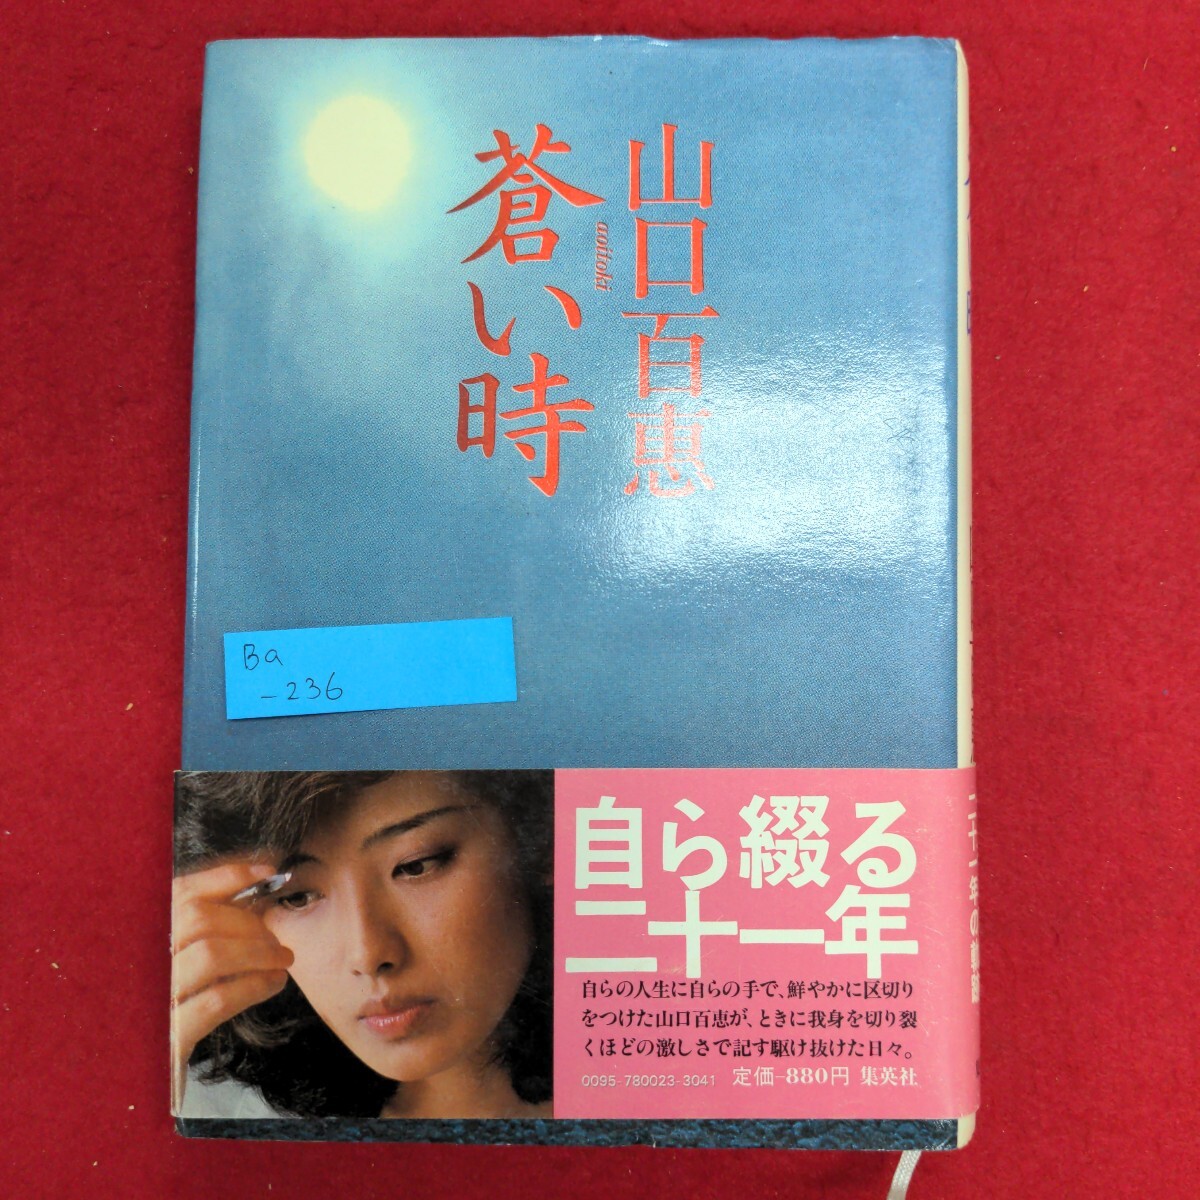 山口百恵
蒼い時
aoitoki
Ba
-236
自ら綴る
二十一年
自らの人生に自らの手で、鮮やかに区切り
をつけた山口百恵が、ときに我身を切り裂
くほどの激しさで記す駆け抜けた日々。
0095-780023-3041 定価-880円 集英社